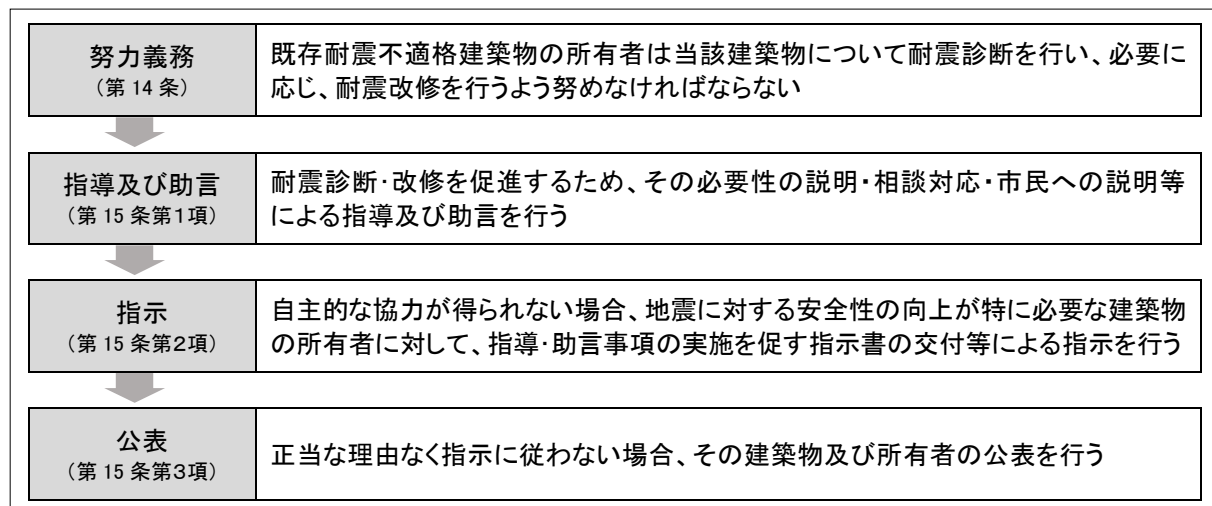 努力義務
（第 14 条）
既存耐震不適格建築物の所有者は当該建築物について耐震診断を行い、必要に
応じ、耐震改修を行うよう努めなければならない
指導及び助言
（第 15 条第１項）
耐震診断・改修を促進するため、その必要性の説明・相談対応・市民への説明等
による指導及び助言を行う
指示
（第 15 条第２項）
自主的な協力が得られない場合、地震に対する安全性の向上が特に必要な建築物
の所有者に対して、指導・助言事項の実施を促す指示書の交付等による指示を行う
公表
（第 15 条第３項）
正当な理由なく指示に従わない場合、その建築物及び所有者の公表を行う